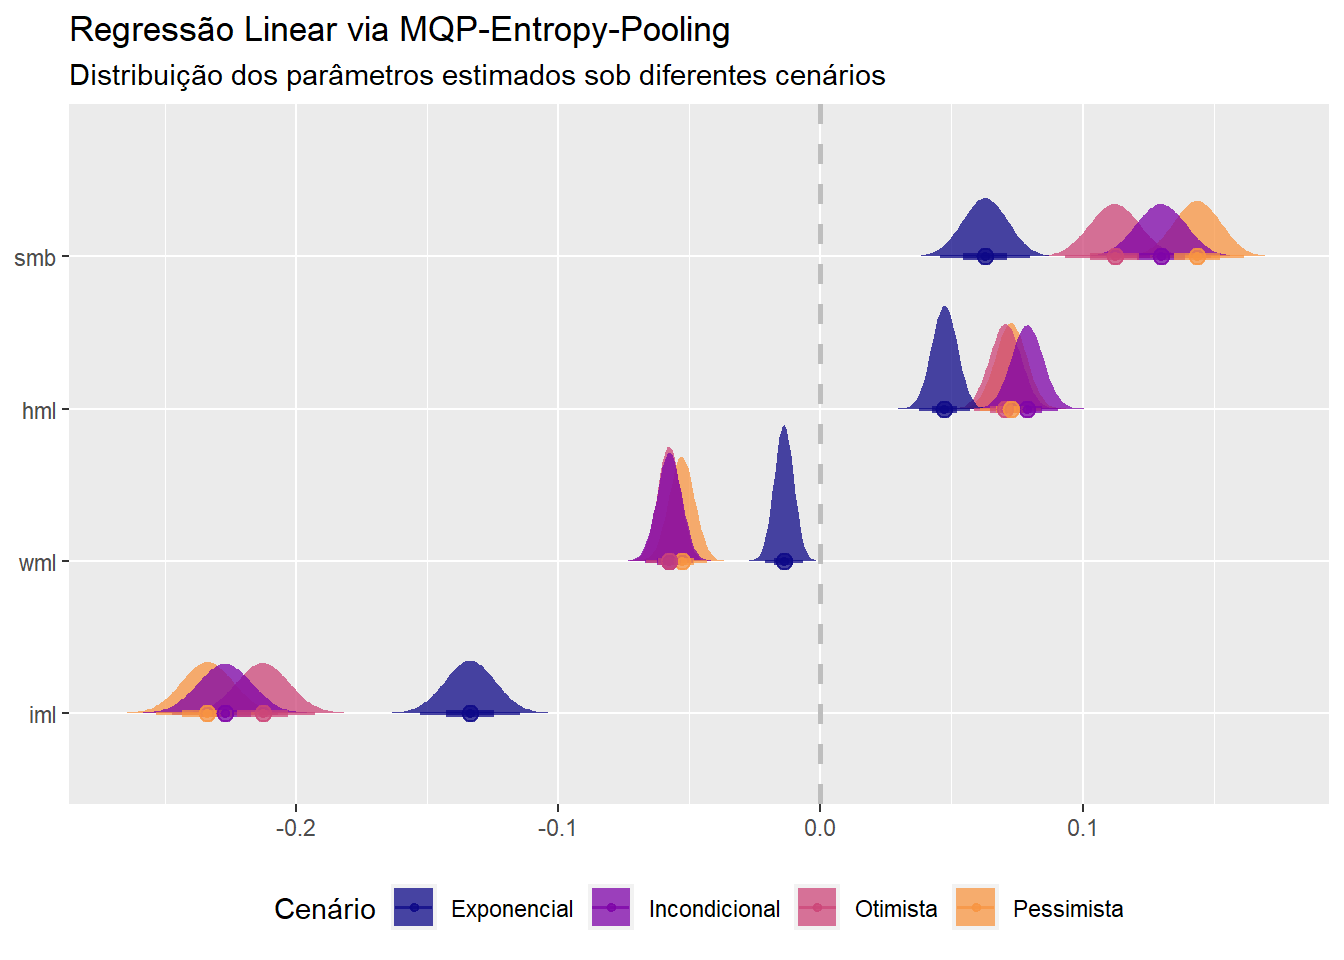 Regressão Linear via MQP-Entropy-Pooling
Distribuição dos parâmetros estimados sob diferentes cenários
smb
hml
wml
iml
-0.2 -0.1 0.0 0.1
Cenário Exponencial Incondicional Otimista Pessimista